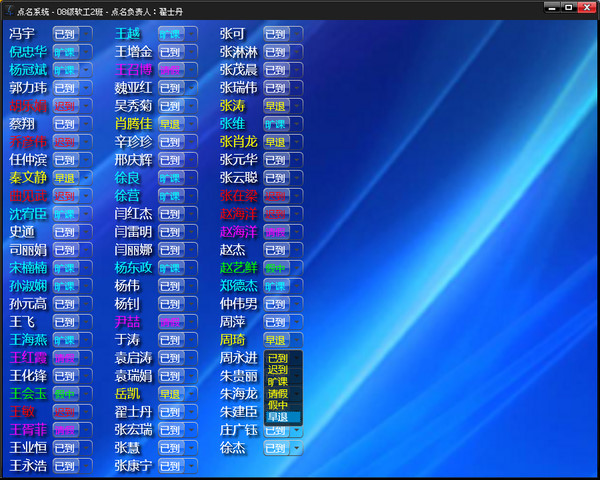 点名系统 - 08级软工2班 - 点名负责人：翟士丹
冯宇 已到 王越 旷课 张可 已到
倪忠华 旷课 王增金 已到 张淋淋 已到
杨冠斌 旷课 王召博 请假 张茂晨 已到
郭力玮 已到 魏亚红 已到 张瑞伟 已到
迟到 吴秀菊 已到 张涛 早退
蔡翔 已到 肖腾佳 早退 张维 旷课
迟到 辛珍珍 已到 张肖龙 早退
任仲滨 已到 邢庆辉 已到 张元华 已到
秦文静 早退 徐良 旷课 张云聪 已到
迟到 徐营 旷课 张在梁 迟到
沈宥臣 旷课 闫红杰 已到 赵海洋 迟到
史通 已到 闫雷明 已到 赵海洋 请假
司丽娟 已到 闫丽娜 已到 赵杰 已到
宋楠楠 旷课 杨东政 旷课 赵艺鲜 假中
孙淑娴 旷课 杨伟 已到 郑德杰 旷课
孙元高 已到 杨钊 已到 仲伟男 已到
王飞 已到 尹喆 请假 周萍 已到
王海燕 旷课 于涛 已到 周琦 早退
王红霞 请假 袁启涛 已到 周永进 已到
王化锋 已到 袁瑞娟 已到 朱贵丽 迟到
王会玉 假中 岳凯 早退 朱海龙 旷课
王敏 迟到 翟士丹 已到 朱建臣 请假
王胥菲 请假 张宏瑞 已到 庄广钰 假中
王业恒 已到 张慧 已到 徐杰 早退
王永浩 已到 张康宁 已到 已到
已到